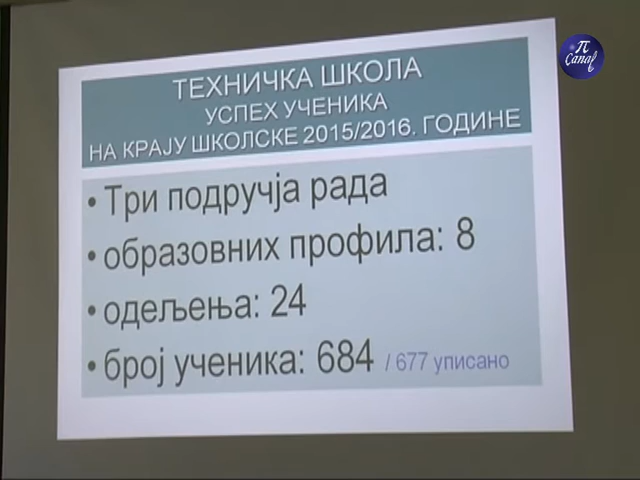 π
Canal
ТЕХНИЧКА ШКОЛА
УСПЕХ УЧЕНИКА
НА КРАЈУ ШКОЛСКЕ 2015/2016. ГОДИНЕ
• Три подручја рада
• образовних профила: 8
• одељења: 24
• број ученика: 684 / 677 уписано